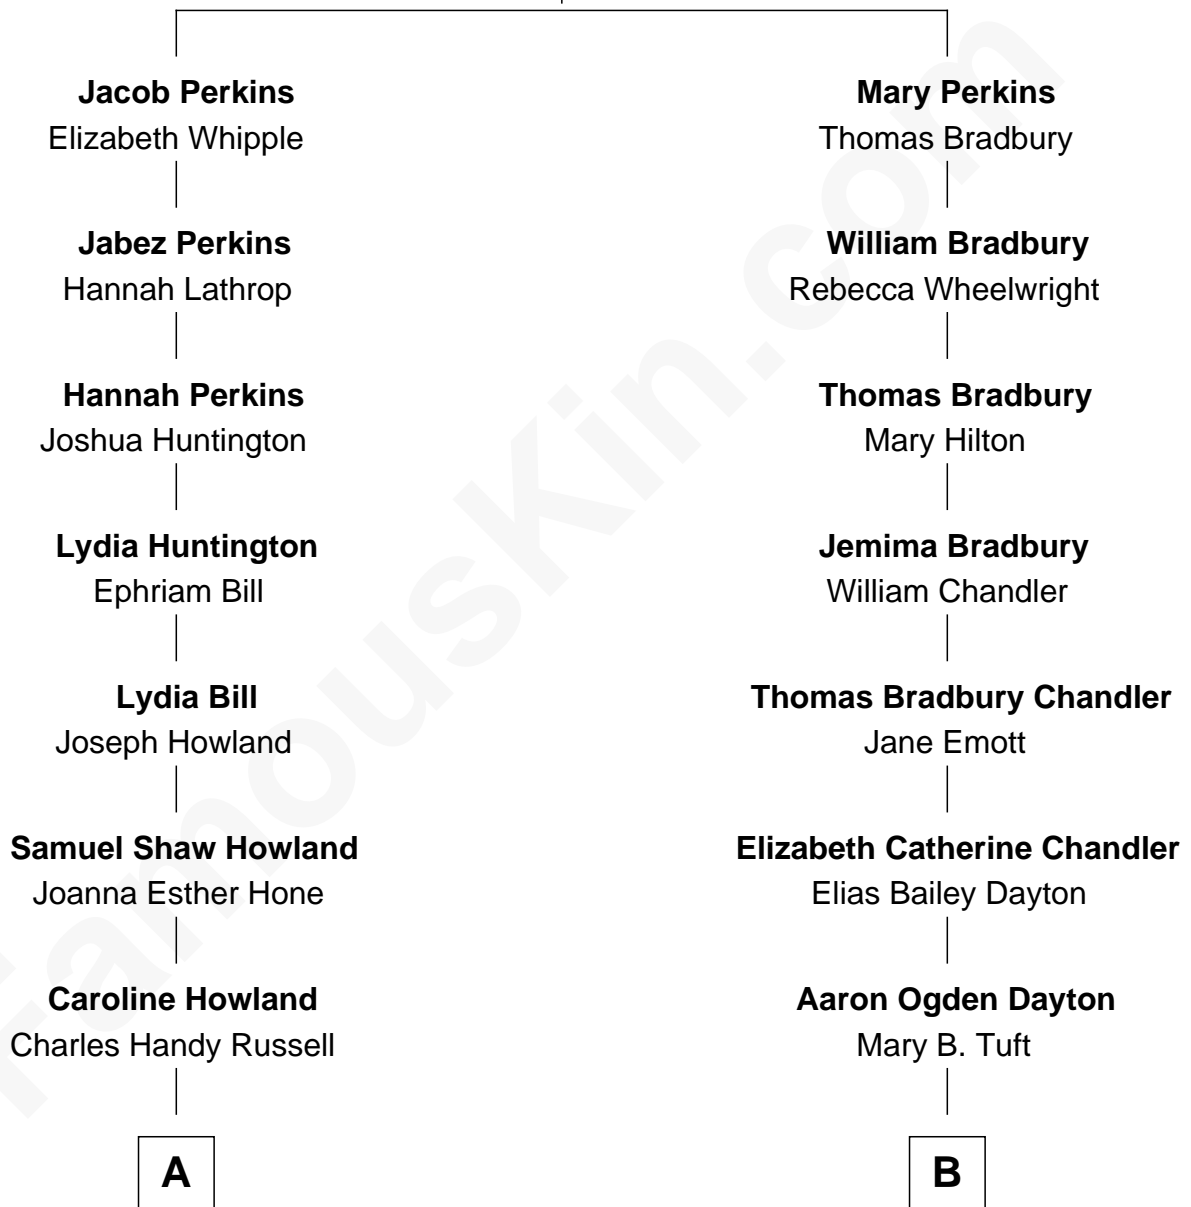 Jacob Perkins
Elizabeth Whipple
Jabez Perkins
Hannah Lathrop
Hannah Perkins
Joshua Huntington
Lydia Huntington
Ephriam Bill
Lydia Bill
Joseph Howland
Samuel Shaw Howland
Joanna Esther Hone
Caroline Howland
Charles Handy Russell
A
Mary Perkins
Thomas Bradbury
William Bradbury
Rebecca Wheelwright
Thomas Bradbury
Mary Hilton
Jemima Bradbury
William Chandler
Thomas Bradbury Chandler
Jane Emott
Elizabeth Catherine Chandler
Elias Bailey Dayton
Aaron Ogden Dayton
Mary B. Tuft
B
FamousKin.com